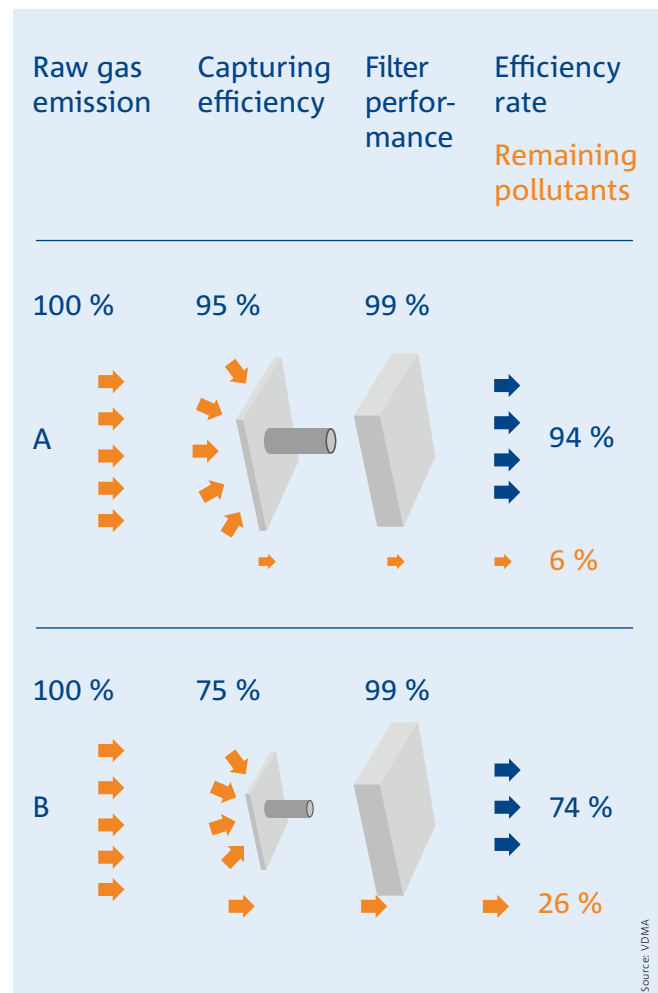 Raw gas
emission
Capturing
efficiency
Filter
perfor-
mance
Efficiency
rate
Remaining
pollutants
100 %
95 %
99 %
A
94 %
6 %
100 %
75 %
99 %
B
74 %
26 %
Source: VDMA